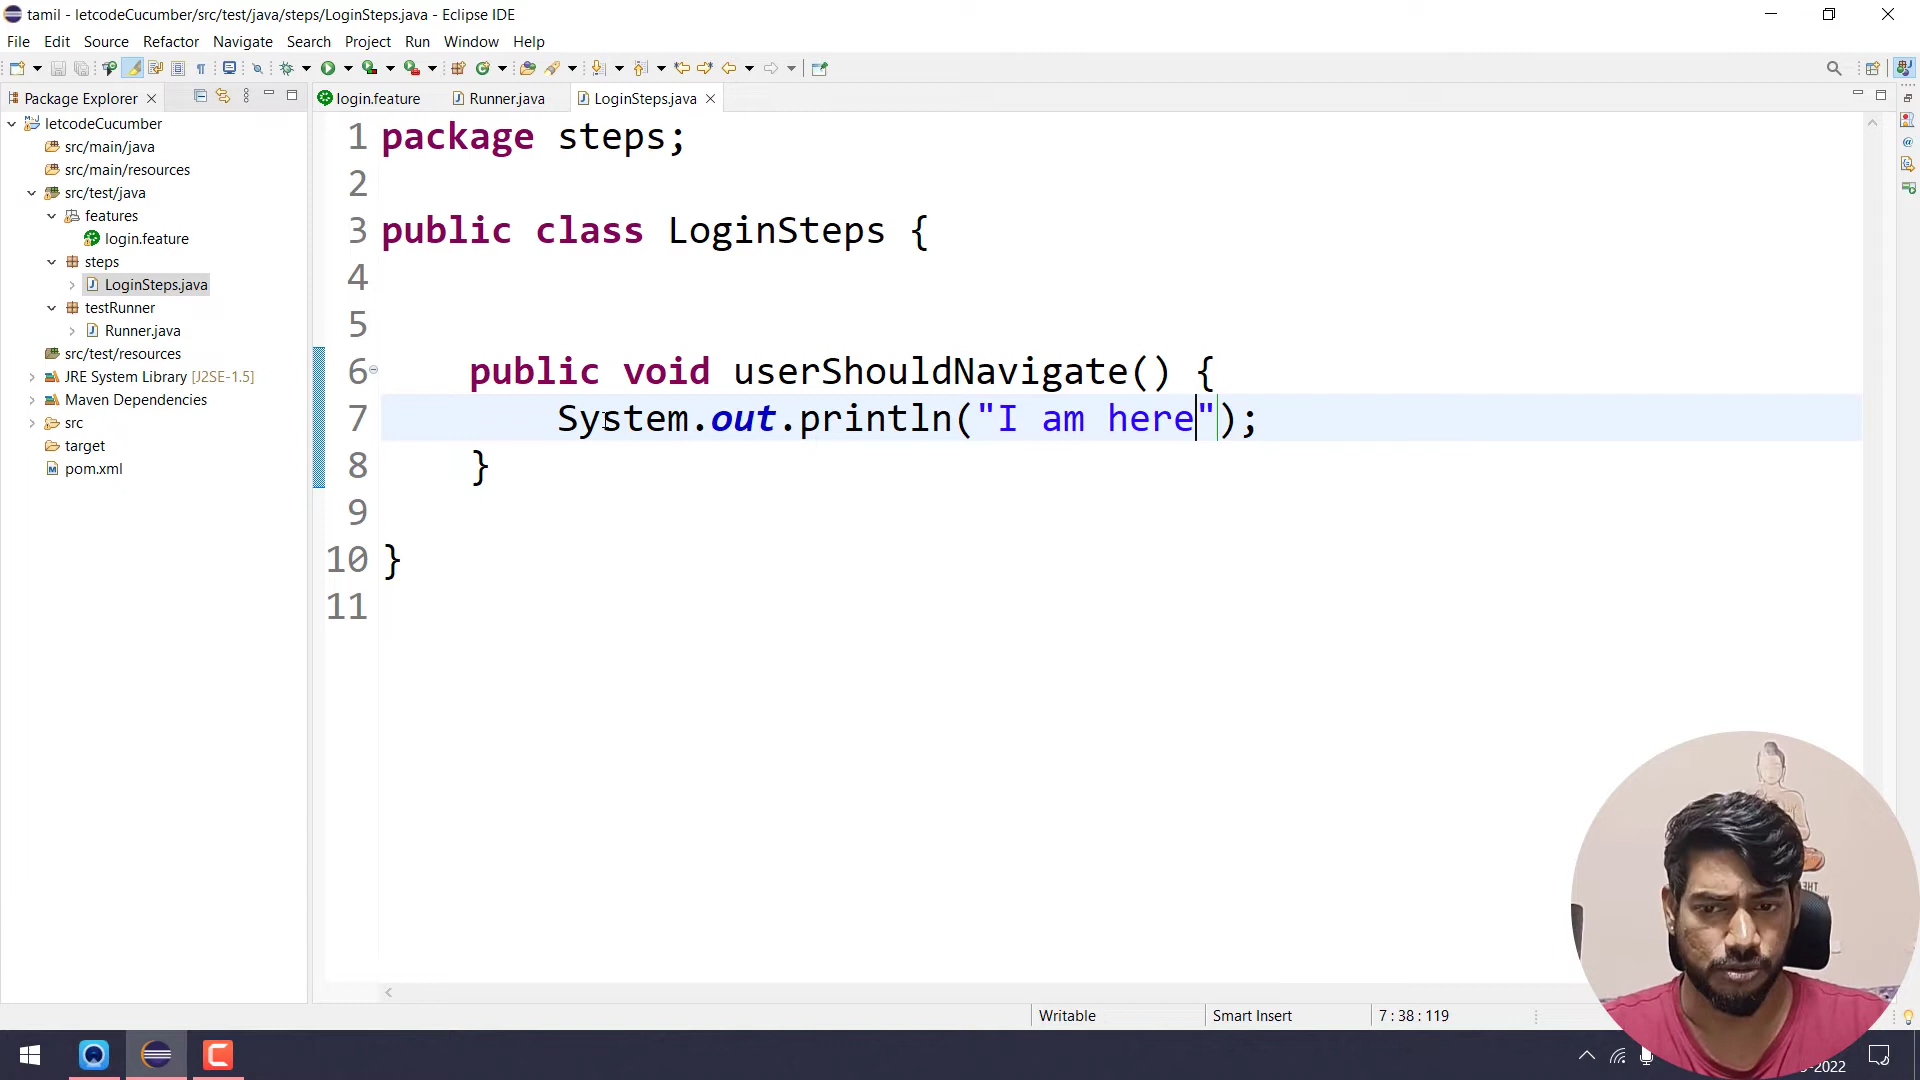 tamil - letcodeCucumber/src/test/java/steps/LoginSteps.java - Eclipse IDE
File Edit Source Refactor Navigate Search Project Run Window Help
Package Explorer
login.feature
Runner.java
LoginSteps.java
letcodeCucumber
src/main/java
src/main/resources
src/test/java
features
login.feature
steps
LoginSteps.java
testRunner
Runner.java
src/test/resources
JRE System Library [J2SE-1.5]
Maven Dependencies
src
target
pom.xml
1 package steps;
2
3 public class LoginSteps {
4
5
6 public void userShouldNavigate() {
7 System.out.println("I am here");
8 }
9
10 }
11
Writable
Smart Insert
7 : 38 : 119
-2022